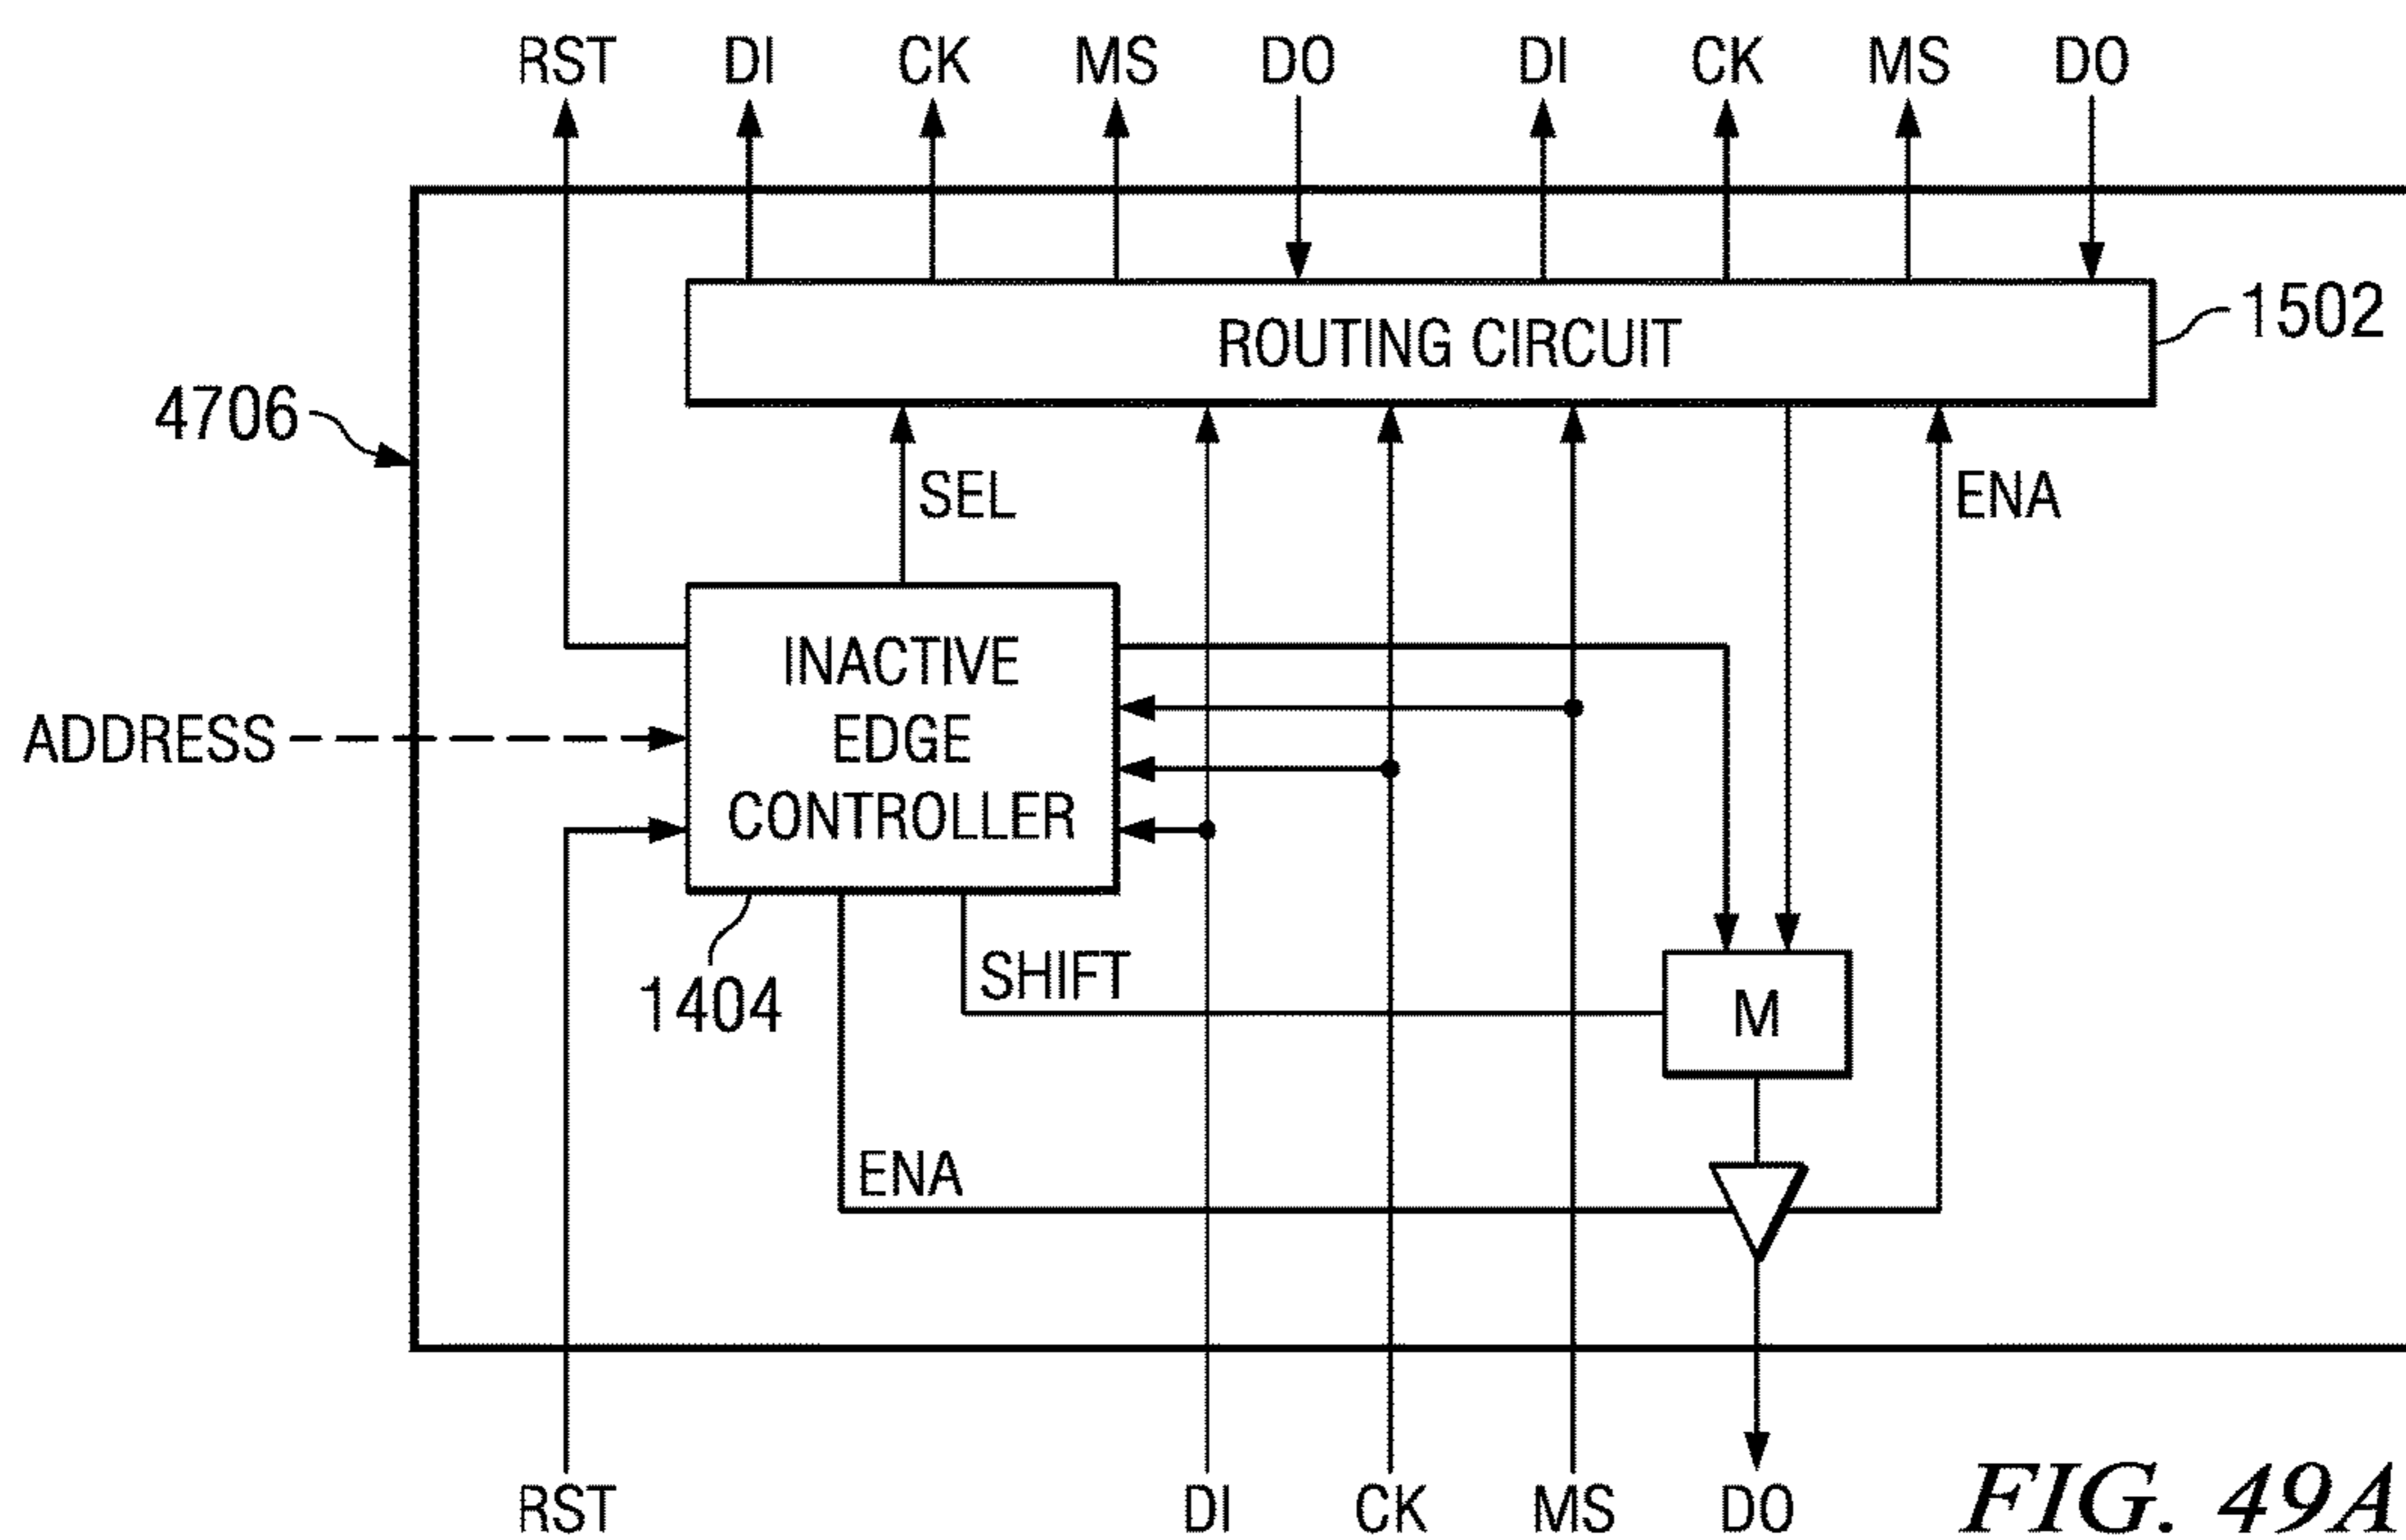 RST DI CK MS DO DI CK MS DO
ROUTING CIRCUIT
1502
4706
SEL
ENA
INACTIVE
EDGE
CONTROLLER
ADDRESS
1404
SHIFT
M
ENA
RST DI CK MS DO
FIG. 49A